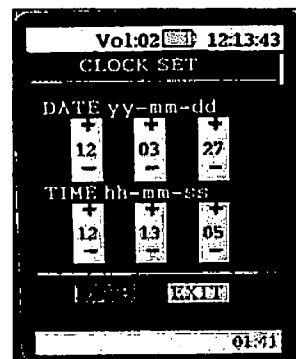 Vol:02 12:13:43
CLOCK SET
DATE yy-mm-dd
+ + +
12 03 27
- - -
TIME hh-mm-ss
+ + +
12 13 05
- - -
EXIT
01:41